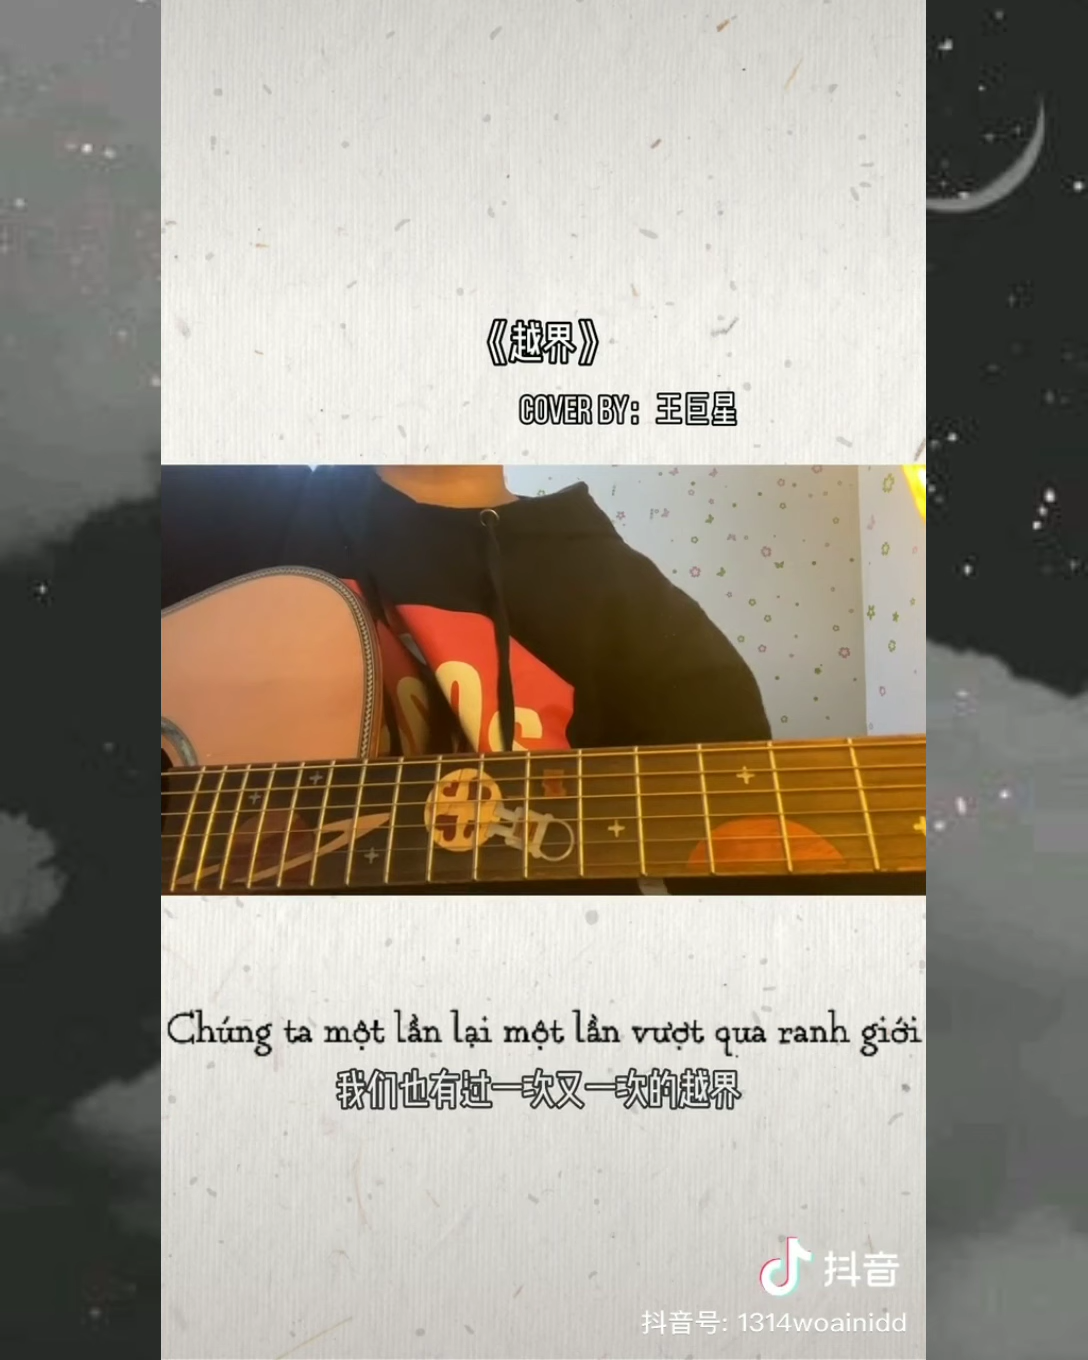 《越界》
COVER BY: 王巨星
Chúng ta một lần lại một lần vượt qua ranh giới
我们也有过一次又一次的越界
抖音
抖音号: 1314woainidd